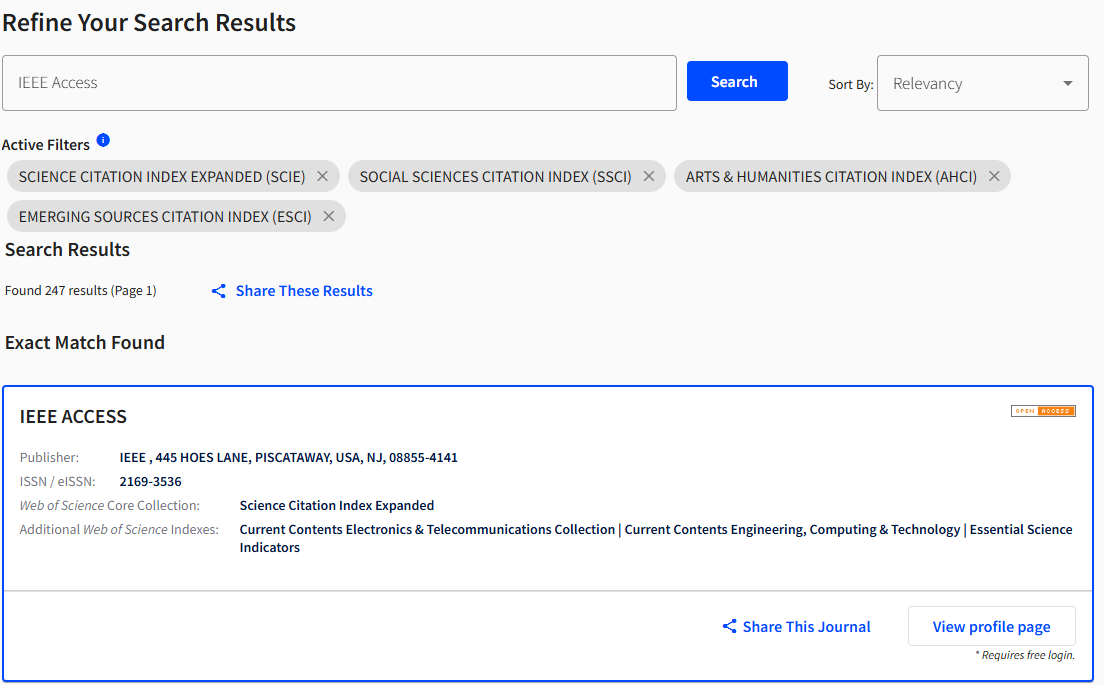 Refine Your Search Results
IEEE Access
Search
Sort By:
Relevancy
Active Filters
SCIENCE CITATION INDEX EXPANDED (SCIE)
SOCIAL SCIENCES CITATION INDEX (SSCI)
ARTS & HUMANITIES CITATION INDEX (AHCI)
EMERGING SOURCES CITATION INDEX (ESCI)
Search Results
Found 247 results (Page 1)
Share These Results
Exact Match Found
IEEE ACCESS
OPEN ACCESS
Publisher: IEEE , 445 HOES LANE, PISCATAWAY, USA, NJ, 08855-4141
ISSN / eISSN: 2169-3536
Web of Science Core Collection: Science Citation Index Expanded
Additional Web of Science Indexes: Current Contents Electronics & Telecommunications Collection | Current Contents Engineering, Computing & Technology | Essential Science
Indicators
Share This Journal
View profile page
* Requires free login.